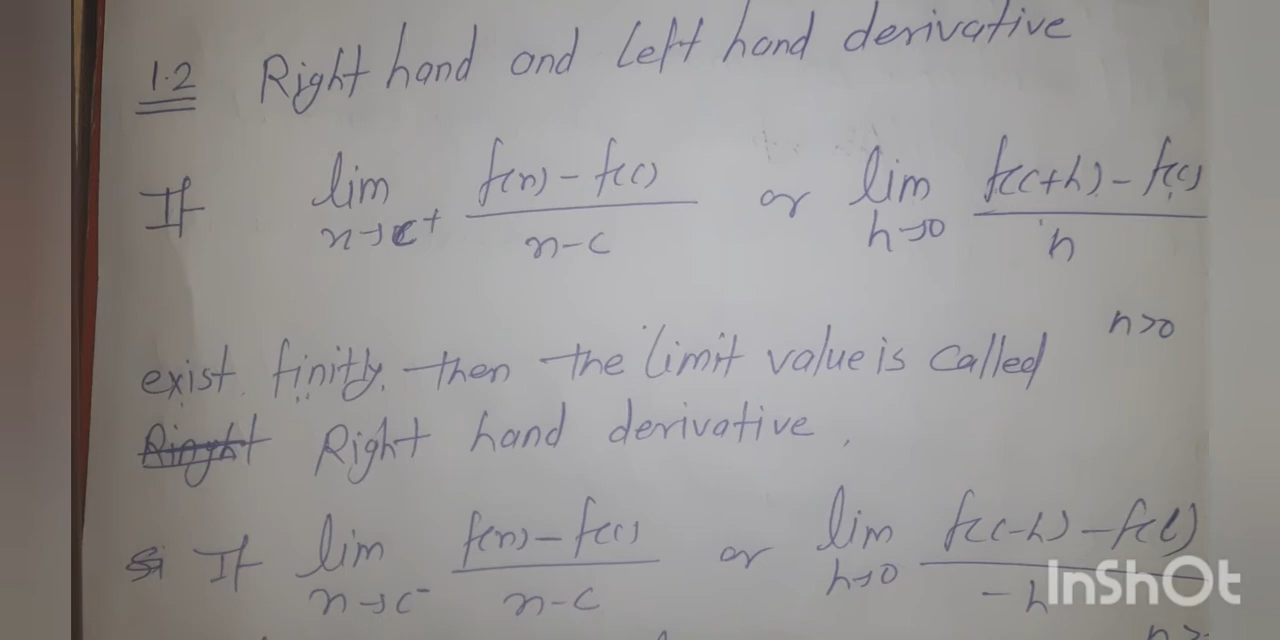 1.2 Right hand and left hand derivative
If lim x→c+ f(x) - f(c) / x - c or lim h→0 f(c+h) - f(c) / h
h>0
exist finitly then the limit value is called
Right hand derivative.
If lim x→c- f(x) - f(c) / x - c or lim h→0 f(c-h) - f(c) / -h
InShOt